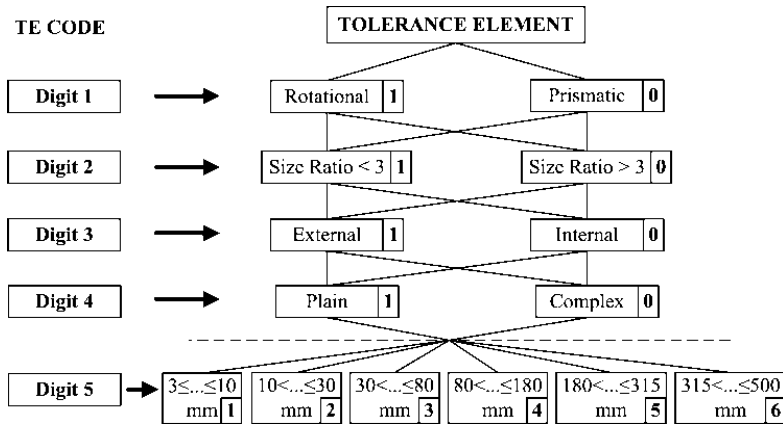 TE CODE
TOLERANCE ELEMENT
Digit 1
Rotational 1
Prismatic 0
Digit 2
Size Ratio < 3 1
Size Ratio > 3 0
Digit 3
External 1
Internal 0
Digit 4
Plain 1
Complex 0
Digit 5
3≤...≤10
mm 1
10<...≤30
mm 2
30<...≤80
mm 3
80<...≤180
mm 4
180<...≤315
mm 5
315<...≤500
mm 6